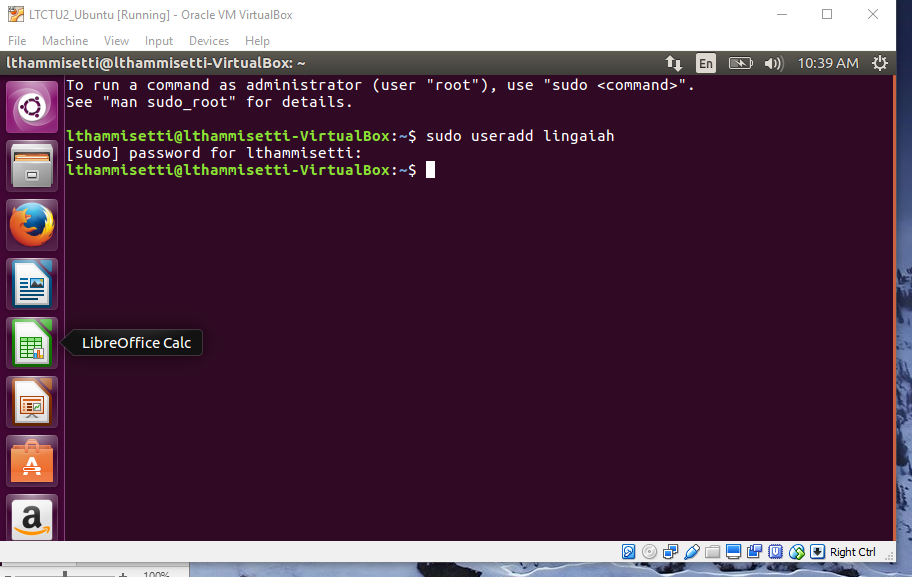 LTCTU2_Ubuntu [Running] - Oracle VM VirtualBox
File Machine View Input Devices Help
lthammisetti@lthammisetti-VirtualBox: ~ En 10:39 AM
To run a command as administrator (user "root"), use "sudo <command>".
See "man sudo_root" for details.
lthammisetti@lthammisetti-VirtualBox:~$ sudo useradd lingaiah
[sudo] password for lthammisetti:
lthammisetti@lthammisetti-VirtualBox:~$
LibreOffice Calc
Right Ctrl
100%